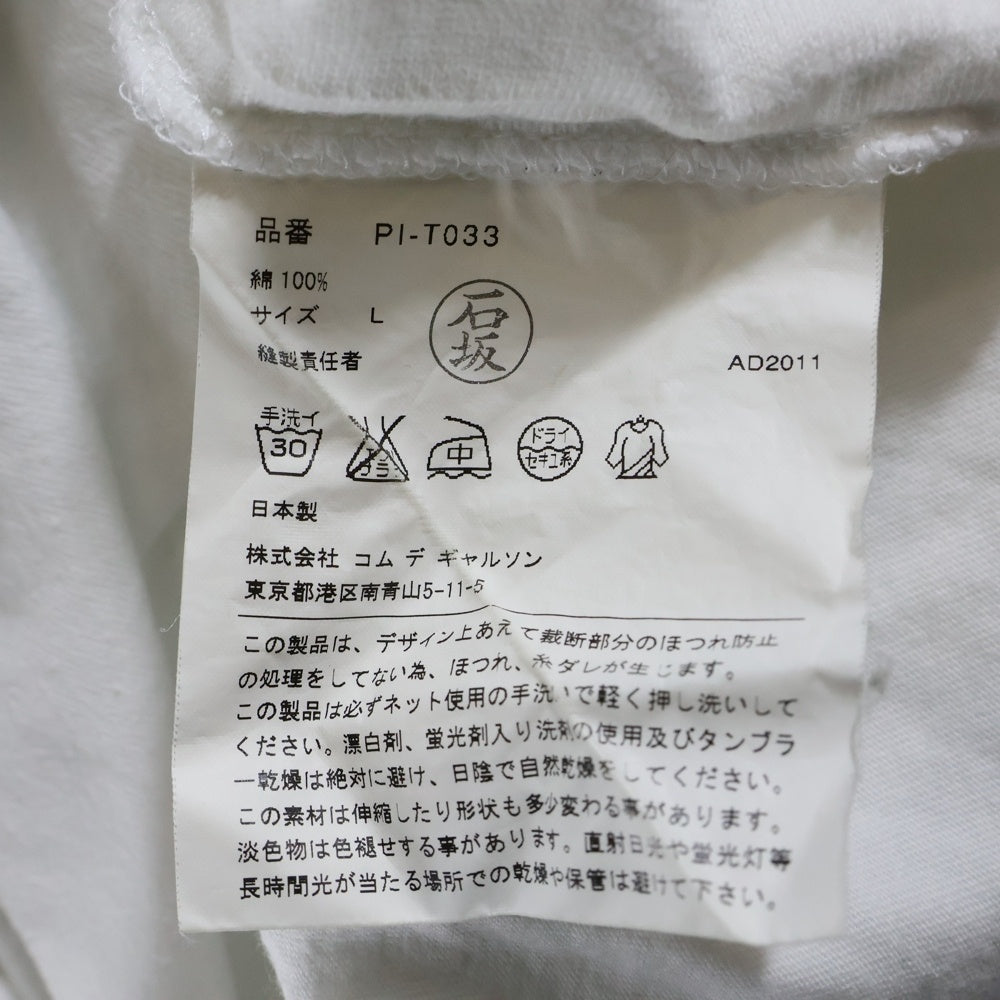 品番 PI-T033
綿 100%
サイズ L
石坂
縫製責任者
AD2011
手洗イ
30
エンソサラシ
中
ドライ
セキユ系
日本製
株式会社 コム デ ギャルソン
東京都港区南青山5-11-5
この製品は、デザイン上あえて裁断部分のほつれ防止
の処理をしてない為、ほつれ、糸ダレが生じます。
この製品は必ずネット使用の手洗いで軽く押し洗いして
ください。漂白剤、蛍光剤入り洗剤の使用及びタンブラ
ー乾燥は絶対に避け、日陰で自然乾燥をしてください。
この素材は伸縮したり形状も多少変わる事があります。
淡色物は色褪せする事があります。直射日光や蛍光灯等
長時間光が当たる場所での乾燥や保管は避けて下さい。